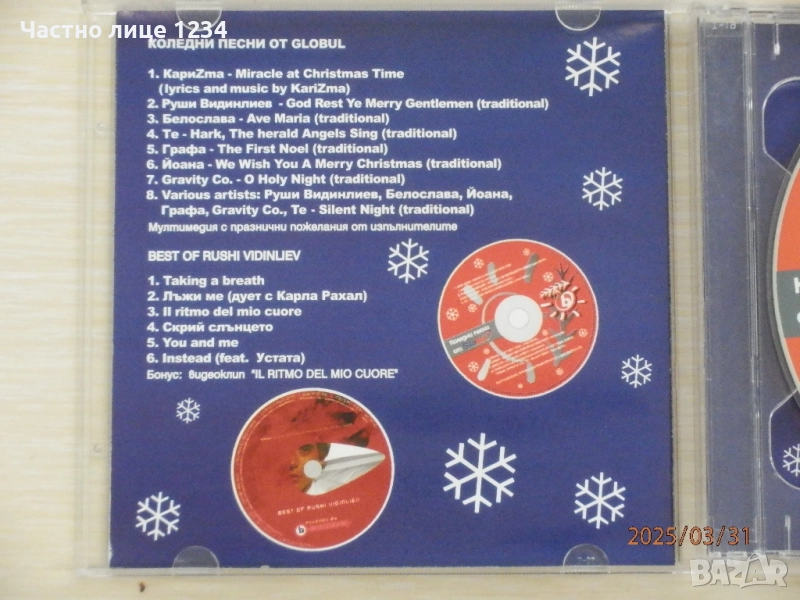 Частно лице 1234
КОЛЕДНИ ПЕСНИ ОТ GLOBUL
1. КариZma - Miracle at Christmas Time
(lyrics and music by KariZma)
2. Руши Видинлиев - God Rest Ye Merry Gentlemen (traditional)
3. Белослава - Ave Maria (traditional)
4. Te - Hark, The herald Angels Sing (traditional)
5. Графа - The First Noel (traditional)
6. Йоана - We Wish You A Merry Christmas (traditional)
7. Gravity Co. - O Holy Night (traditional)
8. Various artists: Руши Видинлиев, Белослава, Йоана,
Графа, Gravity Co., Te - Silent Night (traditional)
Мултимедия с празнични пожелания от изпълнителите
BEST OF RUSHI VIDINLIEV
1. Taking a breath
2. Лъжи ме (дует с Карла Рахал)
3. Il ritmo del mio cuore
4. Скрий слънцето
5. You and me
6. Instead (feat. Устата)
Бонус: видеоклип "IL RITMO DEL MIO CUORE"
BEST OF RUSHI VIDINLIEV
2025/03/31
BAZAR